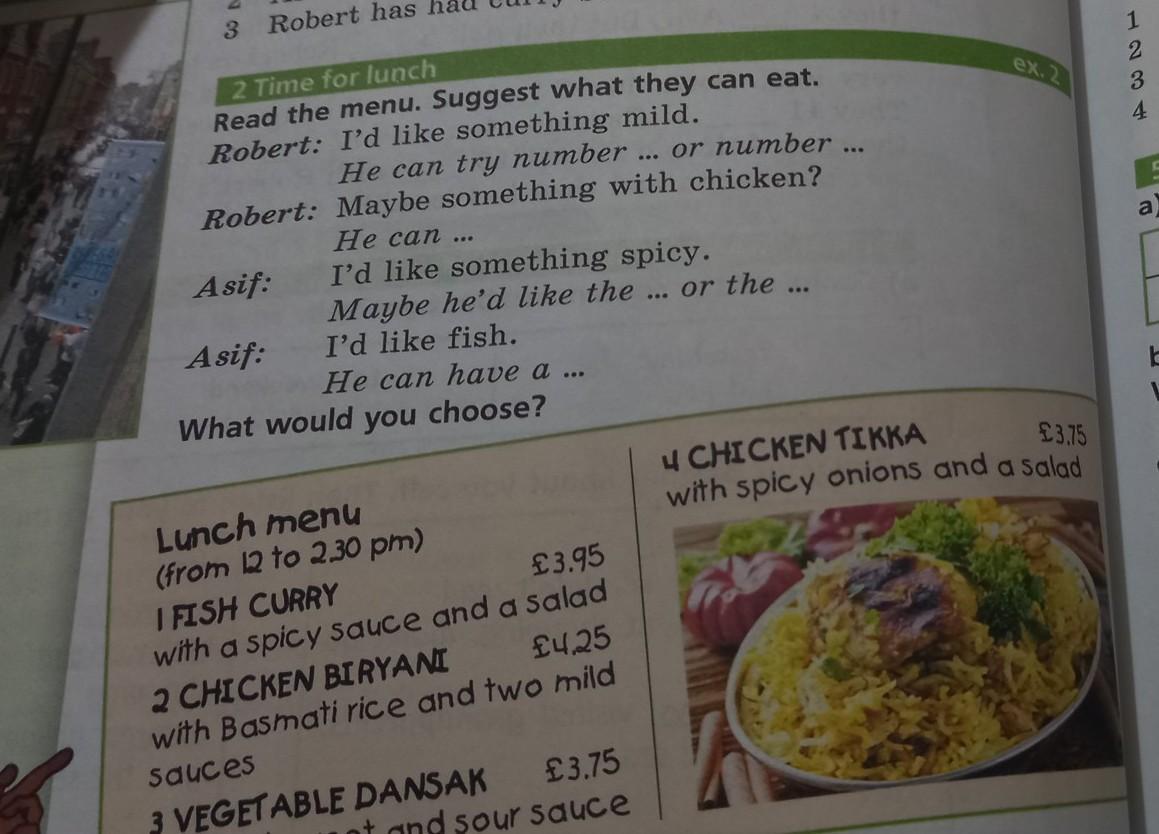 3 Robert has had
2 Time for lunch
ex. 2
Read the menu. Suggest what they can eat.
Robert: I'd like something mild.
He can try number ... or number ...
Robert: Maybe something with chicken?
He can ...
Asif: I'd like something spicy.
Maybe he'd like the ... or the ...
Asif: I'd like fish.
He can have a ...
What would you choose?
Lunch menu
(from 12 to 2.30 pm)
1 FISH CURRY £3.95
with a spicy sauce and a salad
2 CHICKEN BIRYANI £4.25
with Basmati rice and two mild
sauces
3 VEGETABLE DANSAK £3.75
and sour sauce
4 CHICKEN TIKKA £3.75
with spicy onions and a salad
1
2
3
4
5
a)